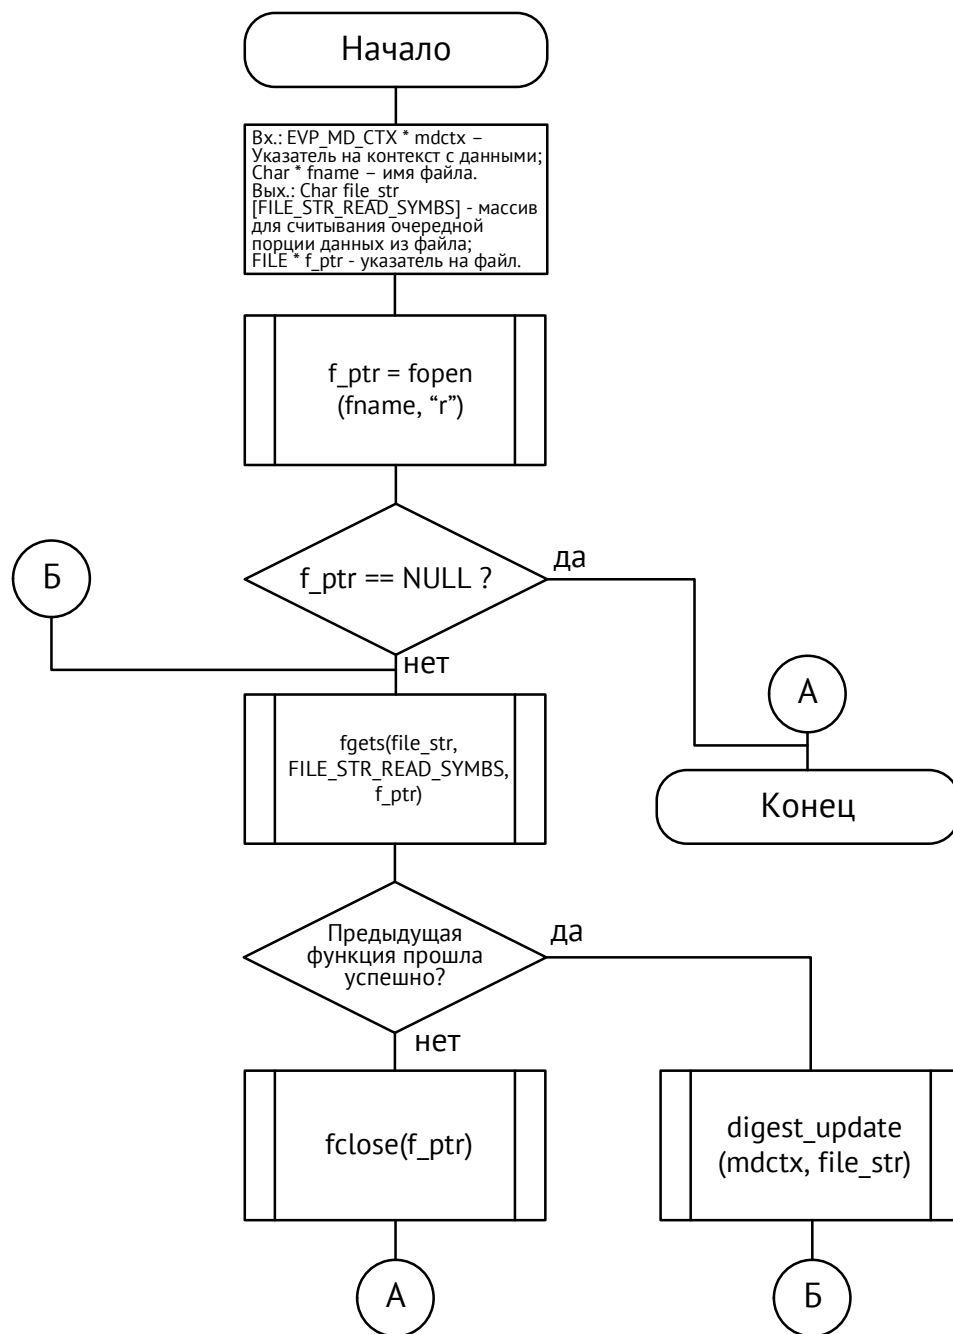 Начало
Вх.: EVP_MD_CTX * mdctx –
Указатель на контекст с данными;
Char * fname – имя файла.
Вых.: Char file_str
[FILE_STR_READ_SYMBS] - массив
для считывания очередной
порции данных из файла;
FILE * f_ptr - указатель на файл.
f_ptr = fopen
(fname, “r”)
f_ptr == NULL ?
да
Б
нет
А
fgets(file_str,
FILE_STR_READ_SYMBS,
f_ptr)
Конец
Предыдущая
функция прошла
успешно?
да
нет
fclose(f_ptr)
digest_update
(mdctx, file_str)
А
Б